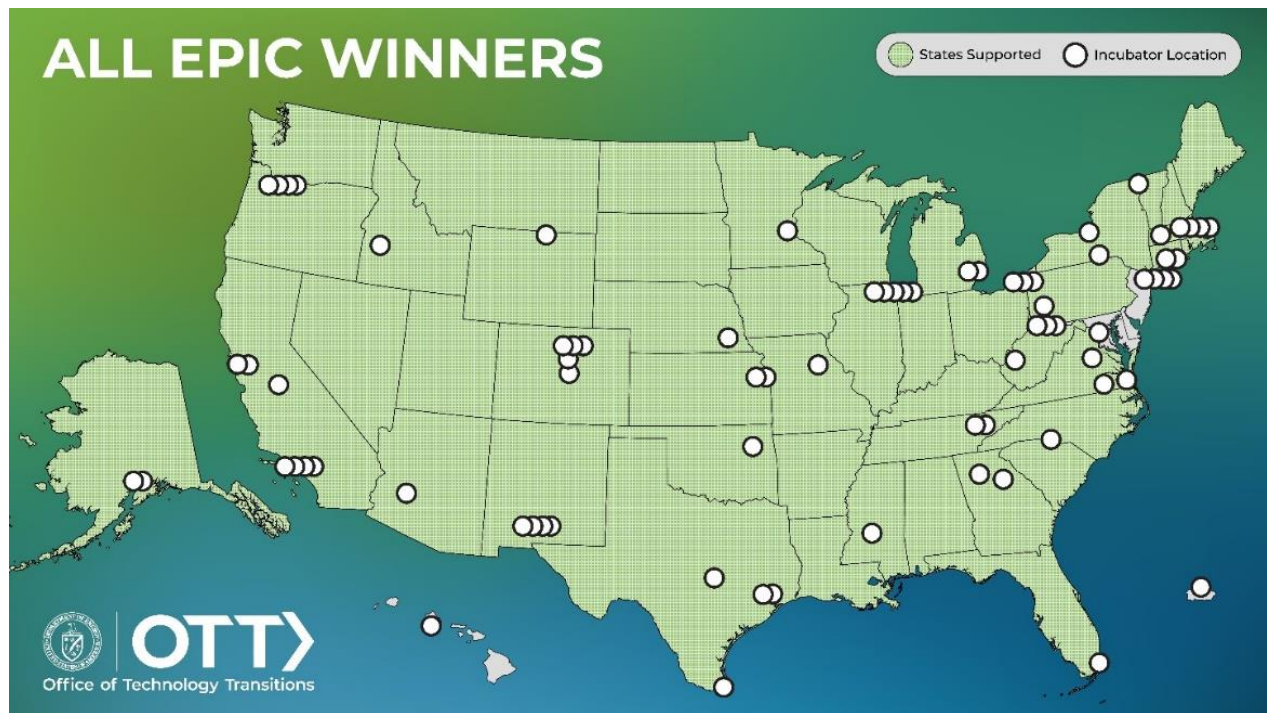 ALL EPIC WINNERS
States Supported
Incubator Location
OTT
Office of Technology Transitions